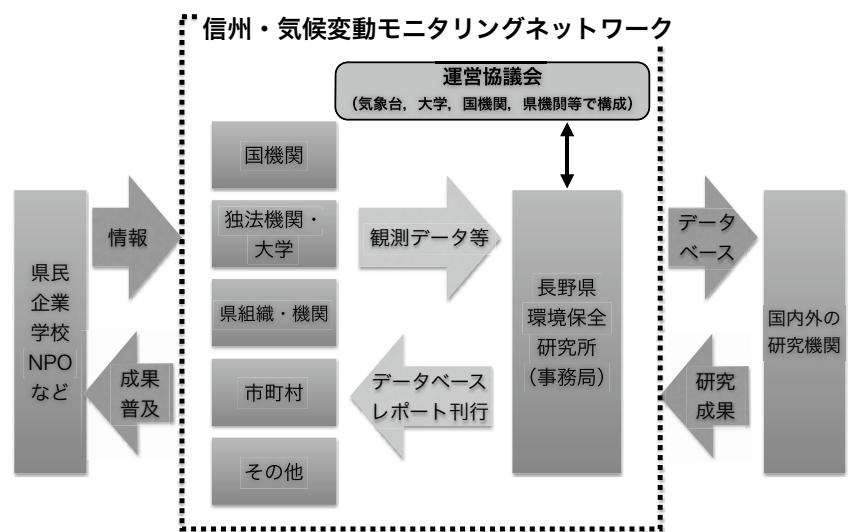 信州・気候変動モニタリングネットワーク
運営協議会
（気象台，大学，国機関，県機関等で構成）
国機関
独法機関・
大学
県組織・機関
市町村
その他
県民
企業
学校
NPO
など
情報
成果
普及
観測データ等
データベース
レポート刊行
長野県
環境保全
研究所
（事務局）
データ
ベース
研究
成果
国内外の
研究機関